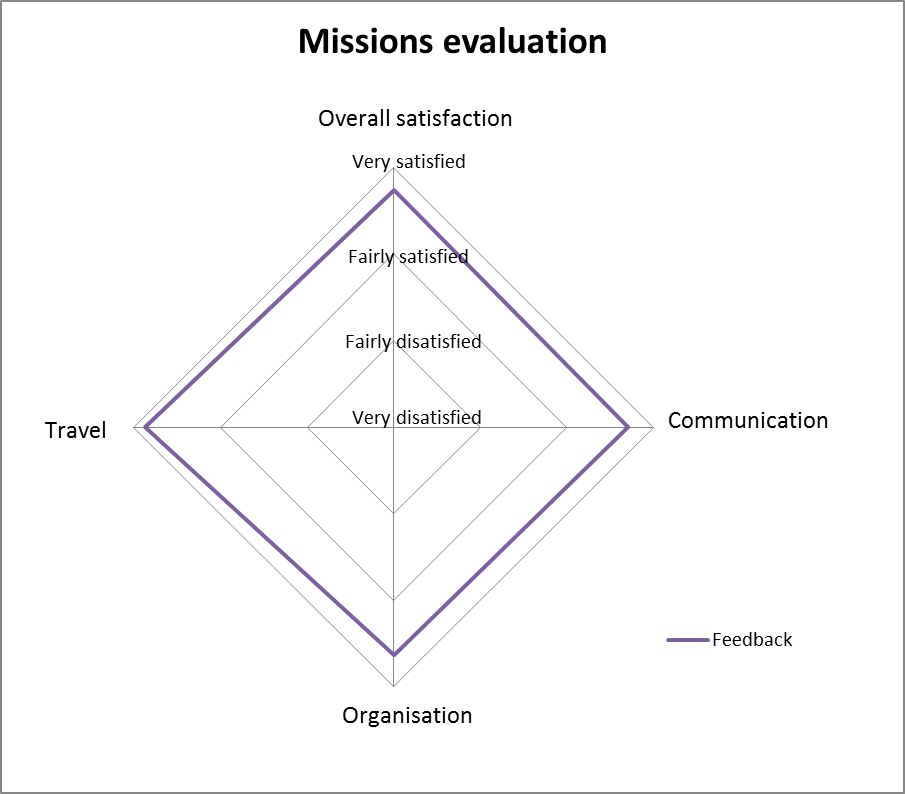 Missions evaluation
Overall satisfaction
Very satisfied
Fairly satisfied
Fairly disatisfied
Very disatisfied
Travel
Communication
Feedback
Organisation